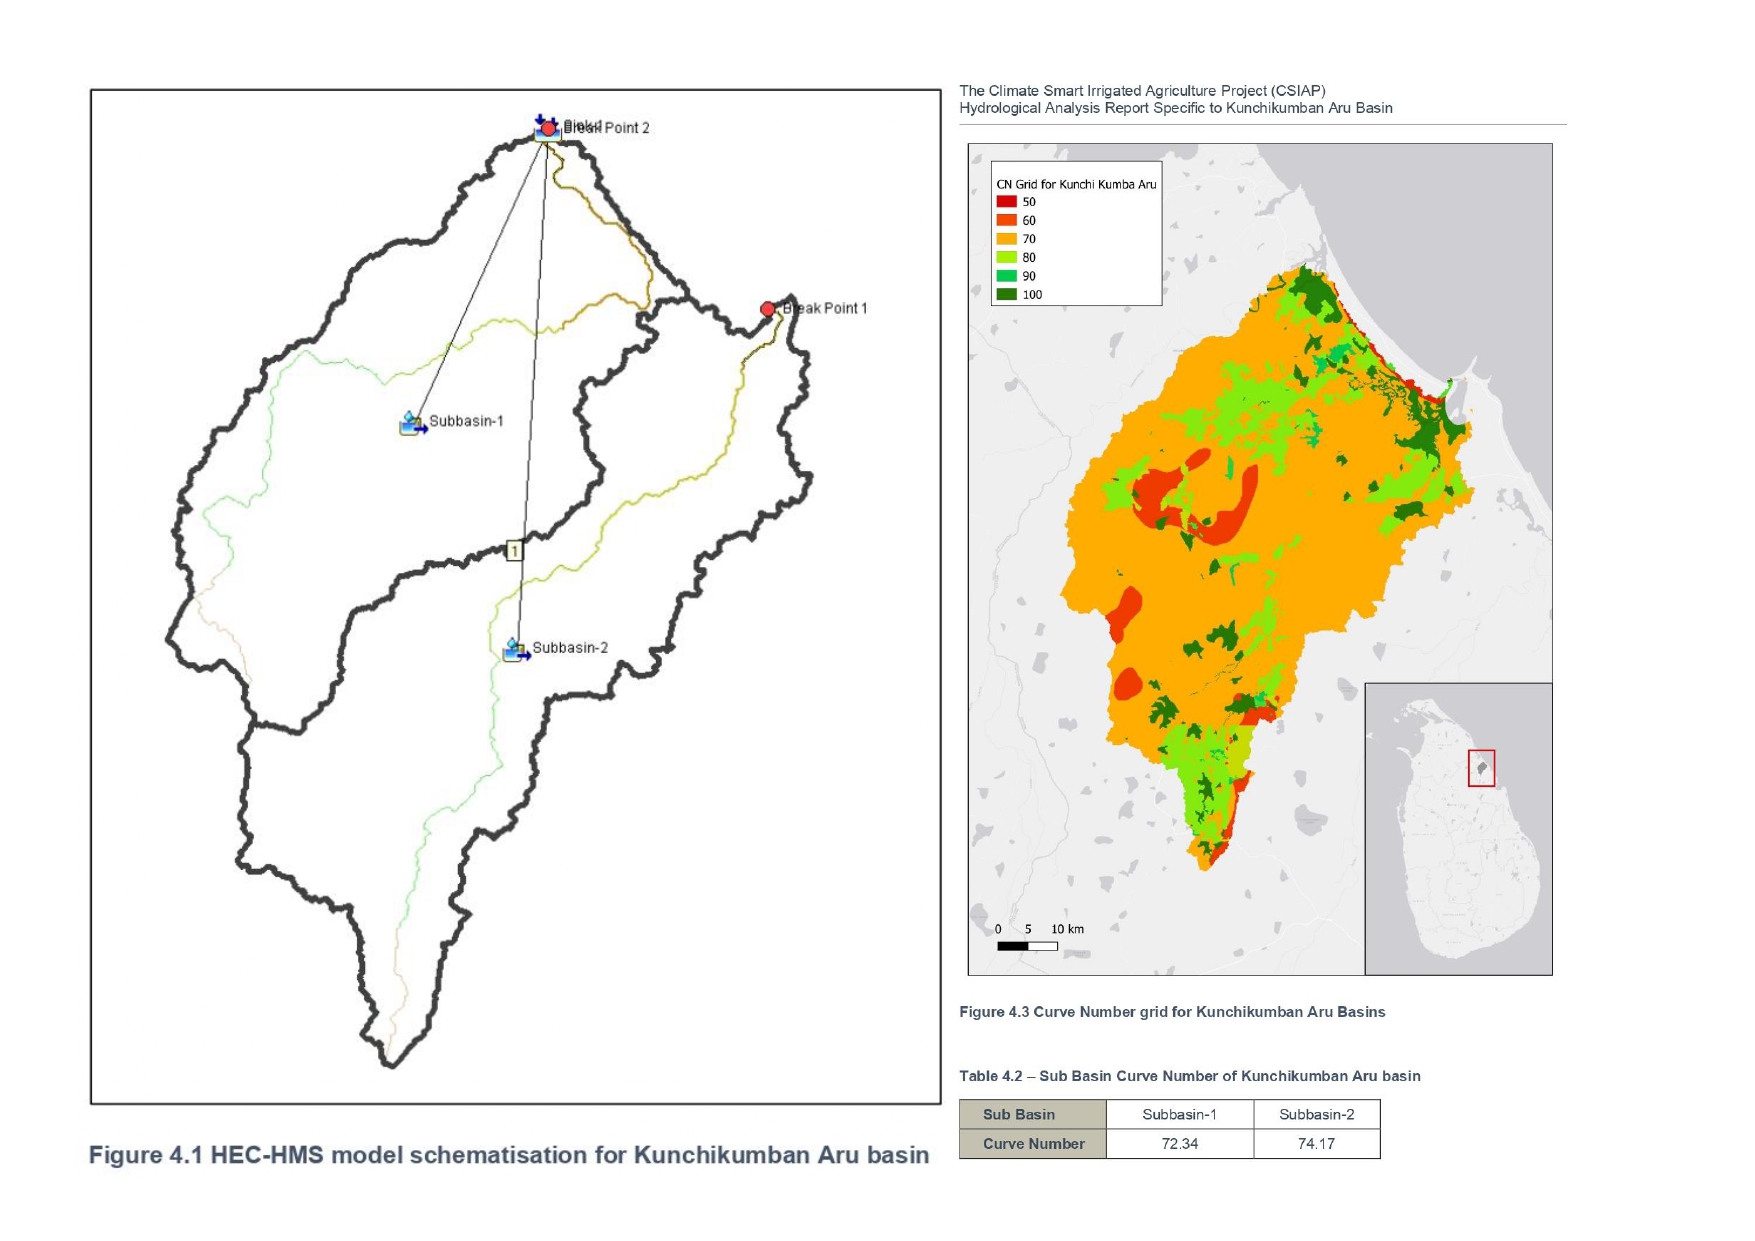 Break Point 2
Break Point 1
Subbasin-1
1
Subbasin-2
Figure 4.1 HEC-HMS model schematisation for Kunchikumban Aru basin
The Climate Smart Irrigated Agriculture Project (CSIAP)
Hydrological Analysis Report Specific to Kunchikumban Aru Basin
CN Grid for Kunchi Kumba Aru
50
60
70
80
90
100
0 5 10 km
Figure 4.3 Curve Number grid for Kunchikumban Aru Basins
Table 4.2 – Sub Basin Curve Number of Kunchikumban Aru basin
Sub Basin Subbasin-1 Subbasin-2
Curve Number 72.34 74.17